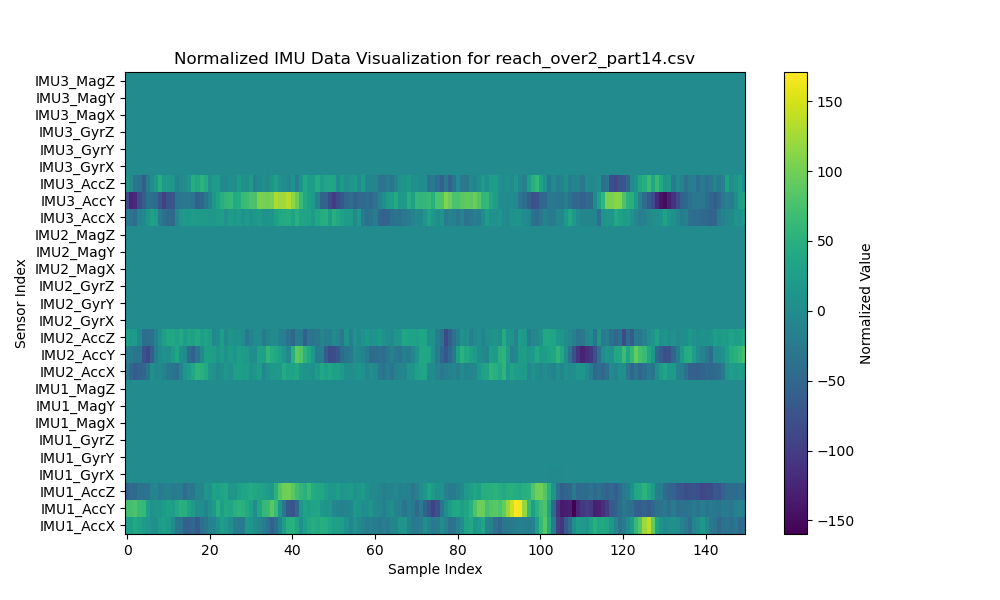 Normalized IMU Data Visualization for reach_over2_part14.csv
IMU3_MagZ
IMU3_MagY
IMU3_MagX
IMU3_GyrZ
IMU3_GyrY
IMU3_GyrX
IMU3_AccZ
IMU3_AccY
IMU3_AccX
IMU2_MagZ
IMU2_MagY
IMU2_MagX
IMU2_GyrZ
IMU2_GyrY
IMU2_GyrX
IMU2_AccZ
IMU2_AccY
IMU2_AccX
IMU1_MagZ
IMU1_MagY
IMU1_MagX
IMU1_GyrZ
IMU1_GyrY
IMU1_GyrX
IMU1_AccZ
IMU1_AccY
IMU1_AccX
Sensor Index
0 20 40 60 80 100 120 140
Sample Index
150
100
50
0
−50
−100
−150
Normalized Value